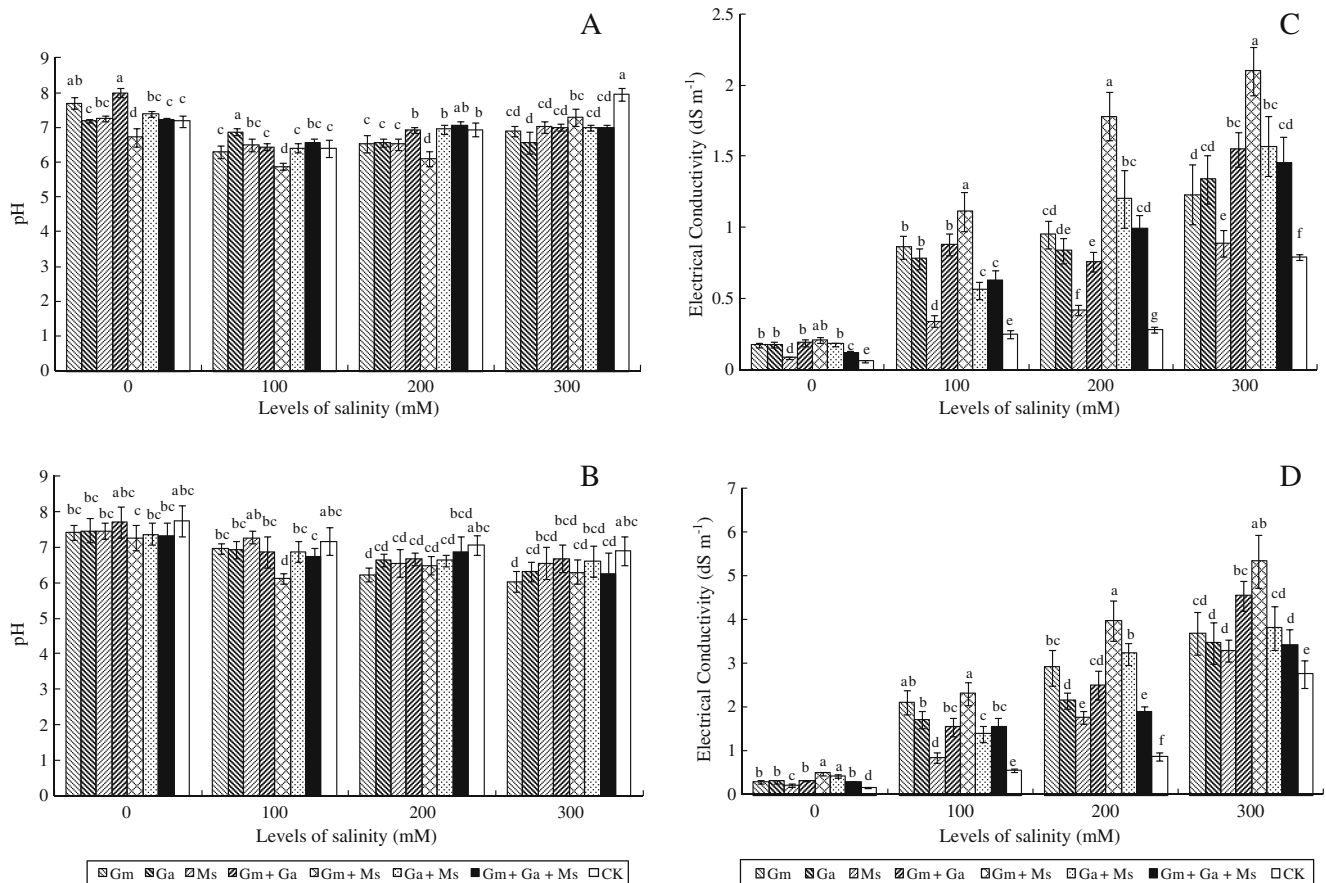 A
9
8
7
6
5
4
3
2
1
0
pH
ab c bc a d bc c c
c a c c d c bc c
c c c b d b ab b
cd d cd cd bc cd cd a
0 100 200 300
Levels of salinity (mM)
C
2.5
2
1.5
1
0.5
0
Electrical Conductivity (dS m-1)
b b d b ab b c e
b b d b a c c e
cd de f e a bc cd g
d cd e bc a bc cd f
0 100 200 300
Levels of salinity (mM)
B
9
8
7
6
5
4
3
2
1
0
pH
bc bc bc abc c bc bc abc
bc bc ab bc d bc c abc
d cd cd cd cd cd bcd abc
d cd bcd bcd cd bcd cd abc
0 100 200 300
Levels of salinity (mM)
Gm Ga Ms Gm + Ga Gm + Ms Ga + Ms Gm + Ga + Ms CK
D
7
6
5
4
3
2
1
0
Electrical Conductivity (dS m-1)
b b c b a a b d
ab b d bc a c bc e
bc d e cd a b e f
cd d d bc ab cd d e
0 100 200 300
Levels of salinity (mM)
Gm Ga Ms Gm + Ga Gm + Ms Ga + Ms Gm + Ga + Ms CK